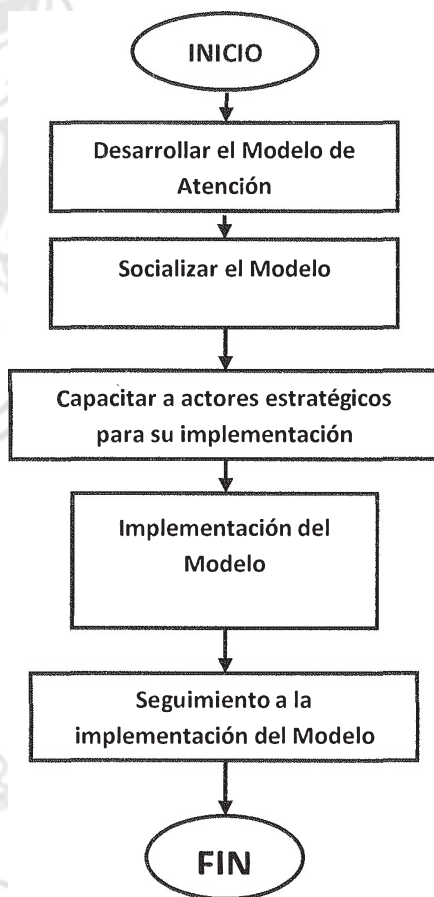 INICIO
Desarrollar el Modelo de
Atención
Socializar el Modelo
Capacitar a actores estratégicos
para su implementación
Implementación del
Modelo
Seguimiento a la
implementación del Modelo
FIN